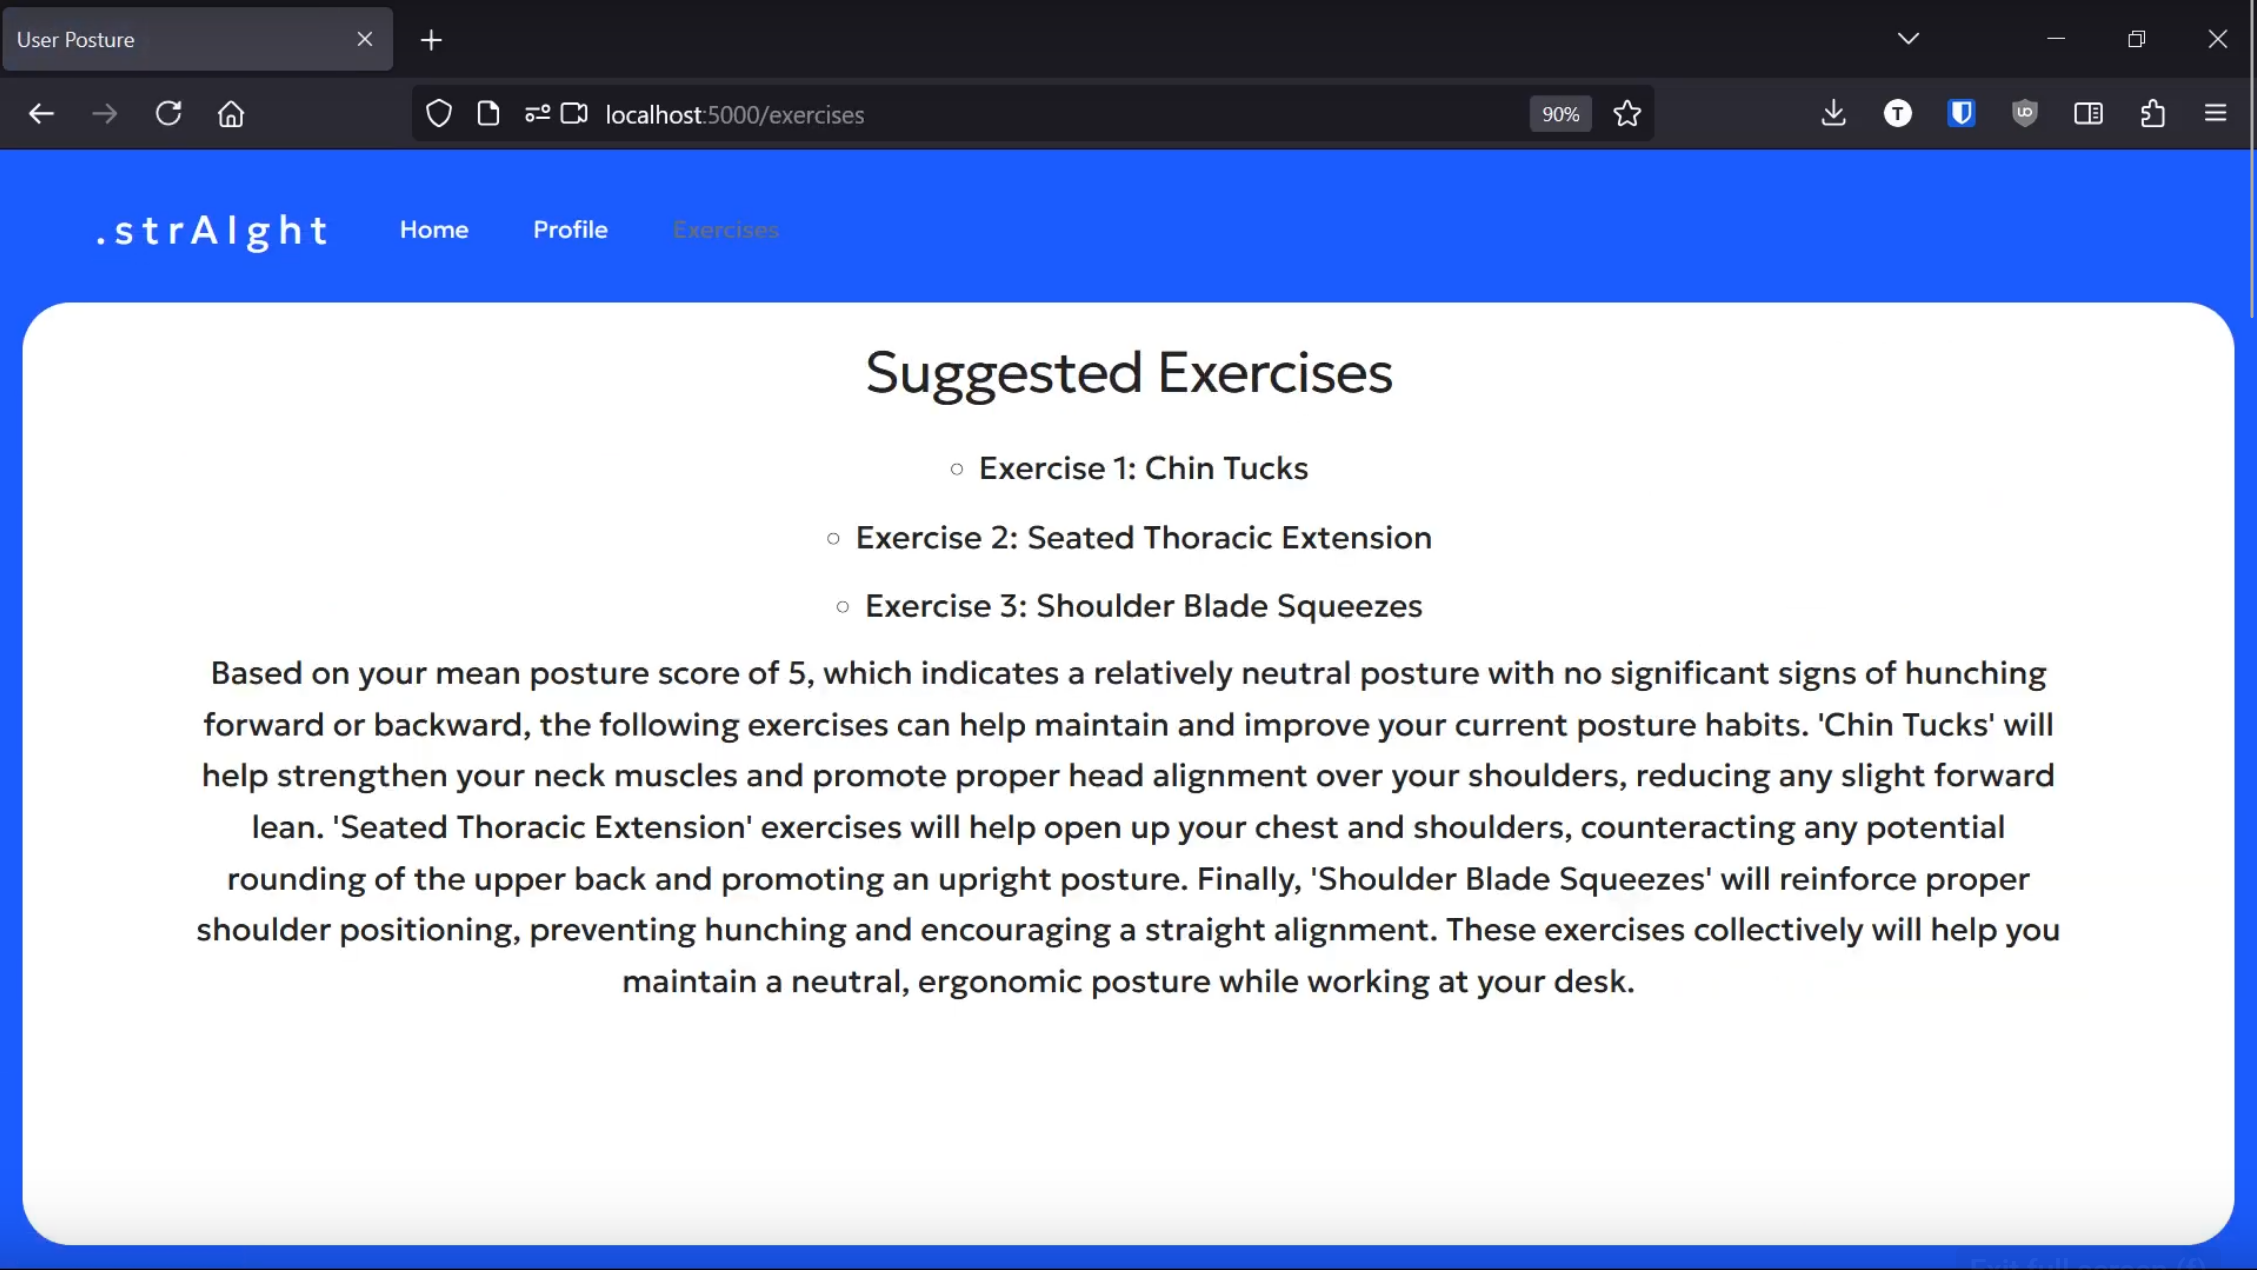 User Posture
localhost:5000/exercises
90%
T
.strAIght
Home
Profile
Exercises
Suggested Exercises
Exercise 1: Chin Tucks
Exercise 2: Seated Thoracic Extension
Exercise 3: Shoulder Blade Squeezes
Based on your mean posture score of 5, which indicates a relatively neutral posture with no significant signs of hunching
forward or backward, the following exercises can help maintain and improve your current posture habits. 'Chin Tucks' will
help strengthen your neck muscles and promote proper head alignment over your shoulders, reducing any slight forward
lean. 'Seated Thoracic Extension' exercises will help open up your chest and shoulders, counteracting any potential
rounding of the upper back and promoting an upright posture. Finally, 'Shoulder Blade Squeezes' will reinforce proper
shoulder positioning, preventing hunching and encouraging a straight alignment. These exercises collectively will help you
maintain a neutral, ergonomic posture while working at your desk.
Exit full screen (f)